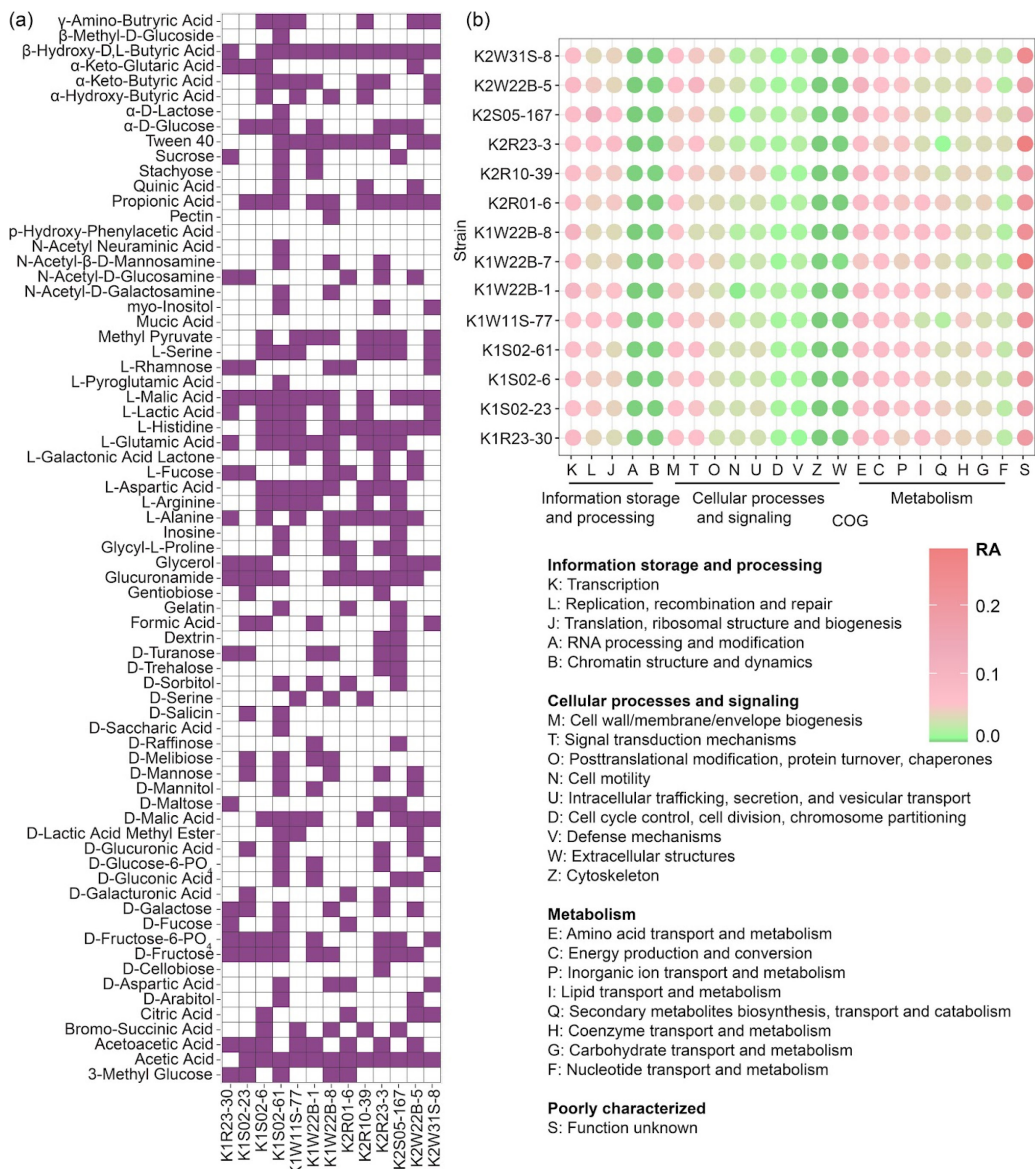 (a)
γ-Amino-Butryric Acid
β-Methyl-D-Glucoside
β-Hydroxy-D,L-Butyric Acid
α-Keto-Glutaric Acid
α-Keto-Butyric Acid
α-Hydroxy-Butyric Acid
α-D-Lactose
α-D-Glucose
Tween 40
Sucrose
Stachyose
Quinic Acid
Propionic Acid
Pectin
p-Hydroxy-Phenylacetic Acid
N-Acetyl Neuraminic Acid
N-Acetyl-β-D-Mannosamine
N-Acetyl-D-Glucosamine
N-Acetyl-D-Galactosamine
myo-Inositol
Mucic Acid
Methyl Pyruvate
L-Serine
L-Rhamnose
L-Pyroglutamic Acid
L-Malic Acid
L-Lactic Acid
L-Histidine
L-Glutamic Acid
L-Galactonic Acid Lactone
L-Fucose
L-Aspartic Acid
L-Arginine
L-Alanine
Inosine
Glycyl-L-Proline
Glycerol
Glucuronamide
Gentiobiose
Gelatin
Formic Acid
Dextrin
D-Turanose
D-Trehalose
D-Sorbitol
D-Serine
D-Salicin
D-Saccharic Acid
D-Raffinose
D-Melibiose
D-Mannose
D-Mannitol
D-Maltose
D-Malic Acid
D-Lactic Acid Methyl Ester
D-Glucuronic Acid
D-Glucose-6-PO4
D-Gluconic Acid
D-Galacturonic Acid
D-Galactose
D-Fucose
D-Fructose-6-PO4
D-Fructose
D-Cellobiose
D-Aspartic Acid
D-Arabitol
Citric Acid
Bromo-Succinic Acid
Acetoacetic Acid
Acetic Acid
3-Methyl Glucose
K1R23-30
K1S02-23
K1S02-6
K1S02-61
K1W11S-77
K1W22B-1
K1W22B-8
K2R01-6
K2R10-39
K2R23-3
K2S05-167
K2W22B-5
K2W31S-8
(b)
Strain
K2W31S-8
K2W22B-5
K2S05-167
K2R23-3
K2R10-39
K2R01-6
K1W22B-8
K1W22B-7
K1W22B-1
K1W11S-77
K1S02-61
K1S02-6
K1S02-23
K1R23-30
K L J A B M T O N U D V Z W E C P I Q H G F S
Information storage and processing
Cellular processes and signaling
Metabolism
COG
RA
0.2
0.1
0.0
Information storage and processing
K: Transcription
L: Replication, recombination and repair
J: Translation, ribosomal structure and biogenesis
A: RNA processing and modification
B: Chromatin structure and dynamics
Cellular processes and signaling
M: Cell wall/membrane/envelope biogenesis
T: Signal transduction mechanisms
O: Posttranslational modification, protein turnover, chaperones
N: Cell motility
U: Intracellular trafficking, secretion, and vesicular transport
D: Cell cycle control, cell division, chromosome partitioning
V: Defense mechanisms
W: Extracellular structures
Z: Cytoskeleton
Metabolism
E: Amino acid transport and metabolism
C: Energy production and conversion
P: Inorganic ion transport and metabolism
I: Lipid transport and metabolism
Q: Secondary metabolites biosynthesis, transport and catabolism
H: Coenzyme transport and metabolism
G: Carbohydrate transport and metabolism
F: Nucleotide transport and metabolism
Poorly characterized
S: Function unknown